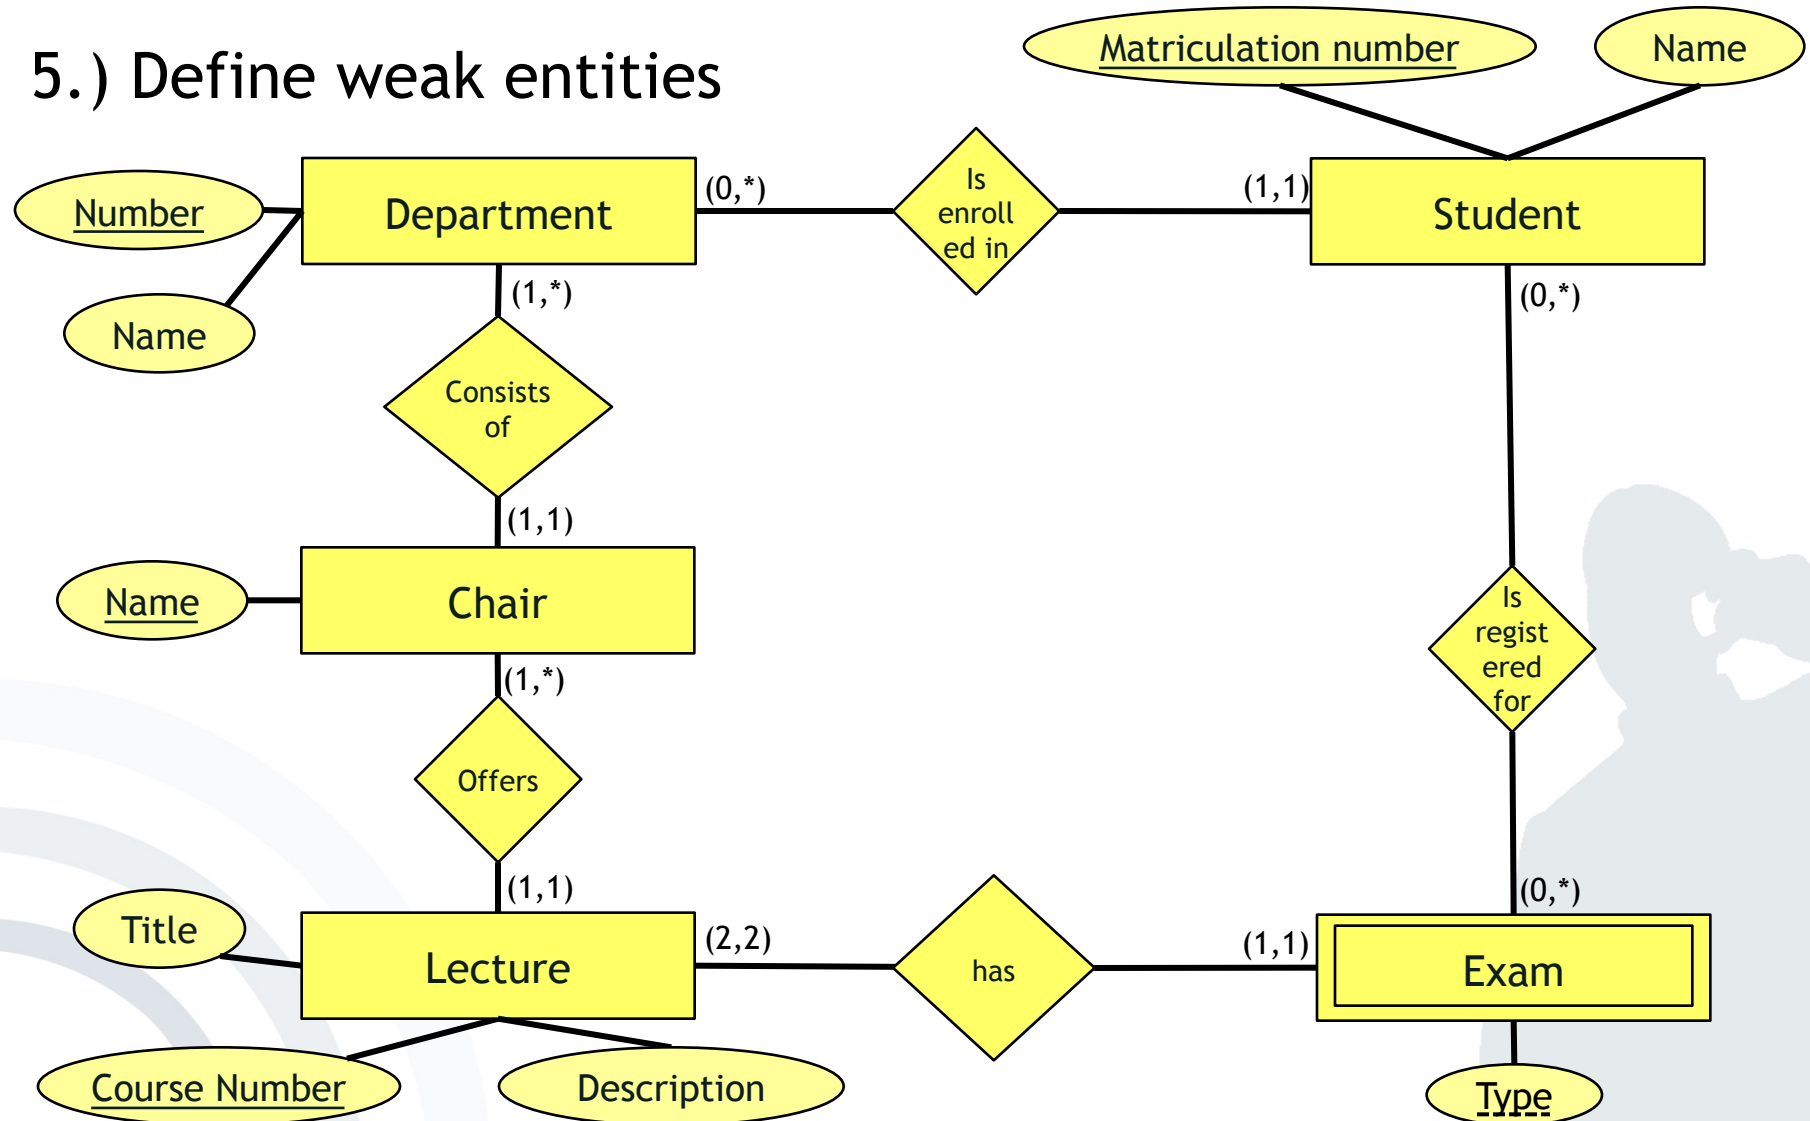 5.) Define weak entities
Matriculation number
Name
Number
Department
(0,*)
Is
enroll
ed in
(1,1)
Student
Name
(1,*)
(0,*)
Consists
of
(1,1)
Name
Chair
Is
regist
ered
for
(1,*)
Offers
(1,1)
(0,*)
Title
Lecture
(2,2)
has
(1,1)
Exam
Course Number
Description
Type